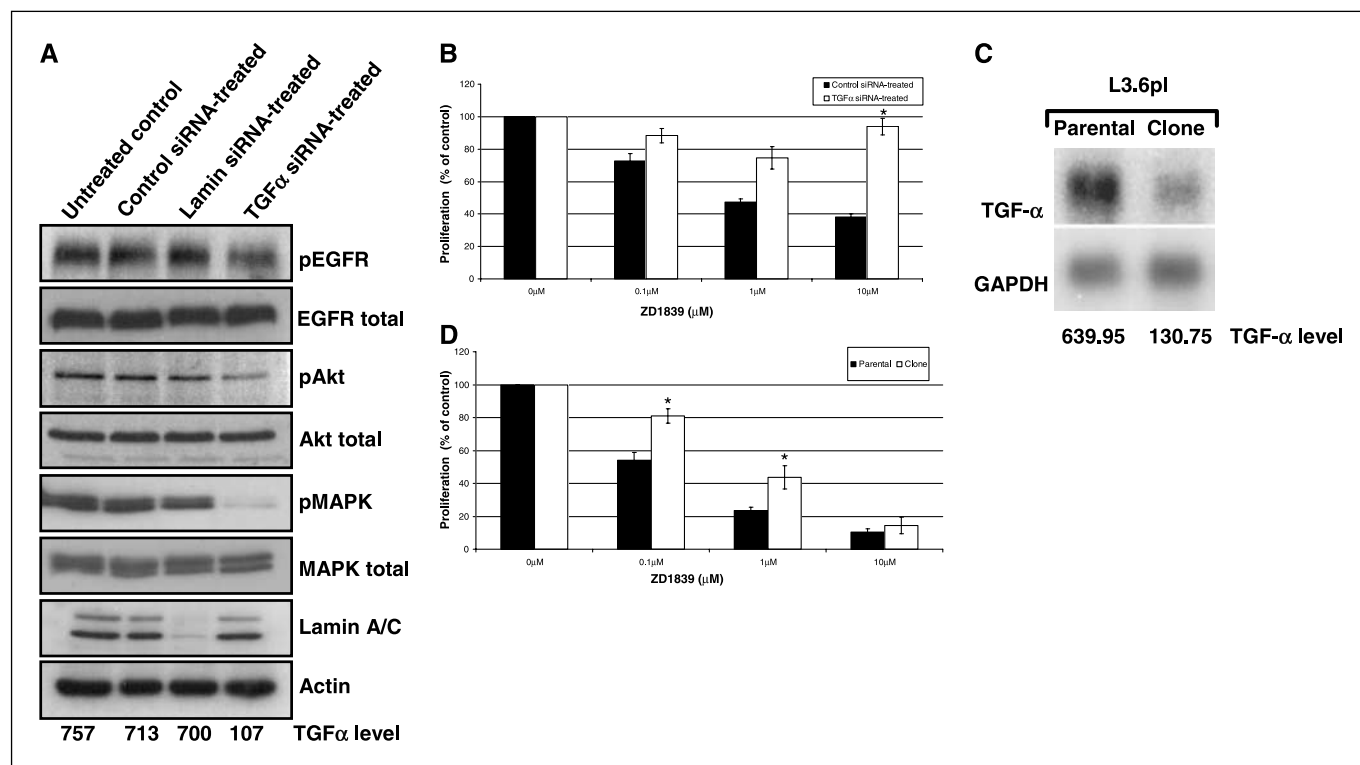 A
Untreated control
Control siRNA-treated
Lamin siRNA-treated
TGFα siRNA-treated
pEGFR
EGFR total
pAkt
Akt total
pMAPK
MAPK total
Lamin A/C
Actin
757 713 700 107 TGFα level
B
Control siRNA-treated
TGFα siRNA-treated
Proliferation (% of control)
120
100
80
60
40
20
0
*
0µM 0.1µM 1µM 10µM
ZD1839 (µM)
C
L3.6pl
Parental Clone
TGF-α
GAPDH
639.95 130.75 TGF-α level
D
Parental Clone
Proliferation (% of control)
120
100
80
60
40
20
0
*
*
0µM 0.1µM 1µM 10µM
ZD1839 (µM)